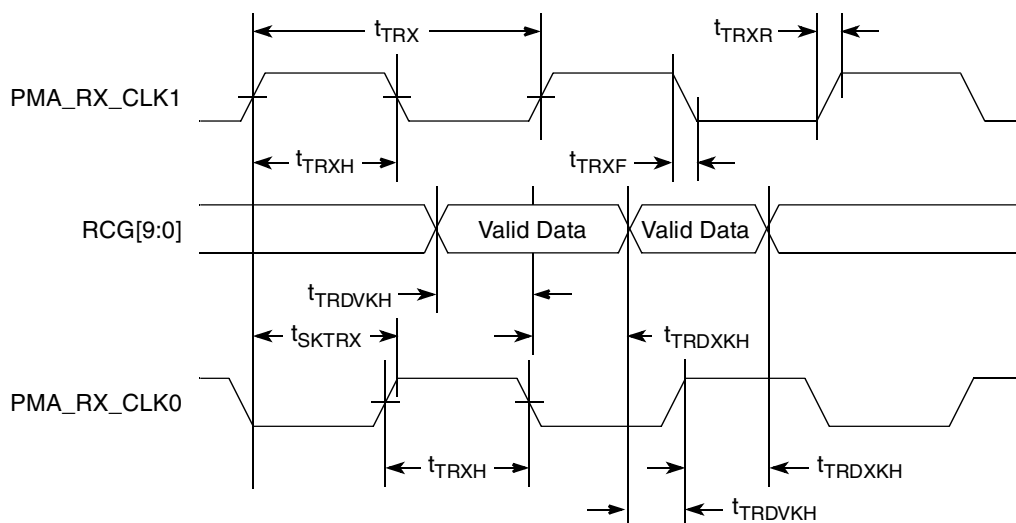 tTRX
tTRXR
PMA_RX_CLK1
tTRXH
tTRXF
RCG[9:0]
Valid Data
Valid Data
tTRDVKH
tSKTRX
tTRDXKH
PMA_RX_CLK0
tTRXH
tTRDXKH
tTRDVKH